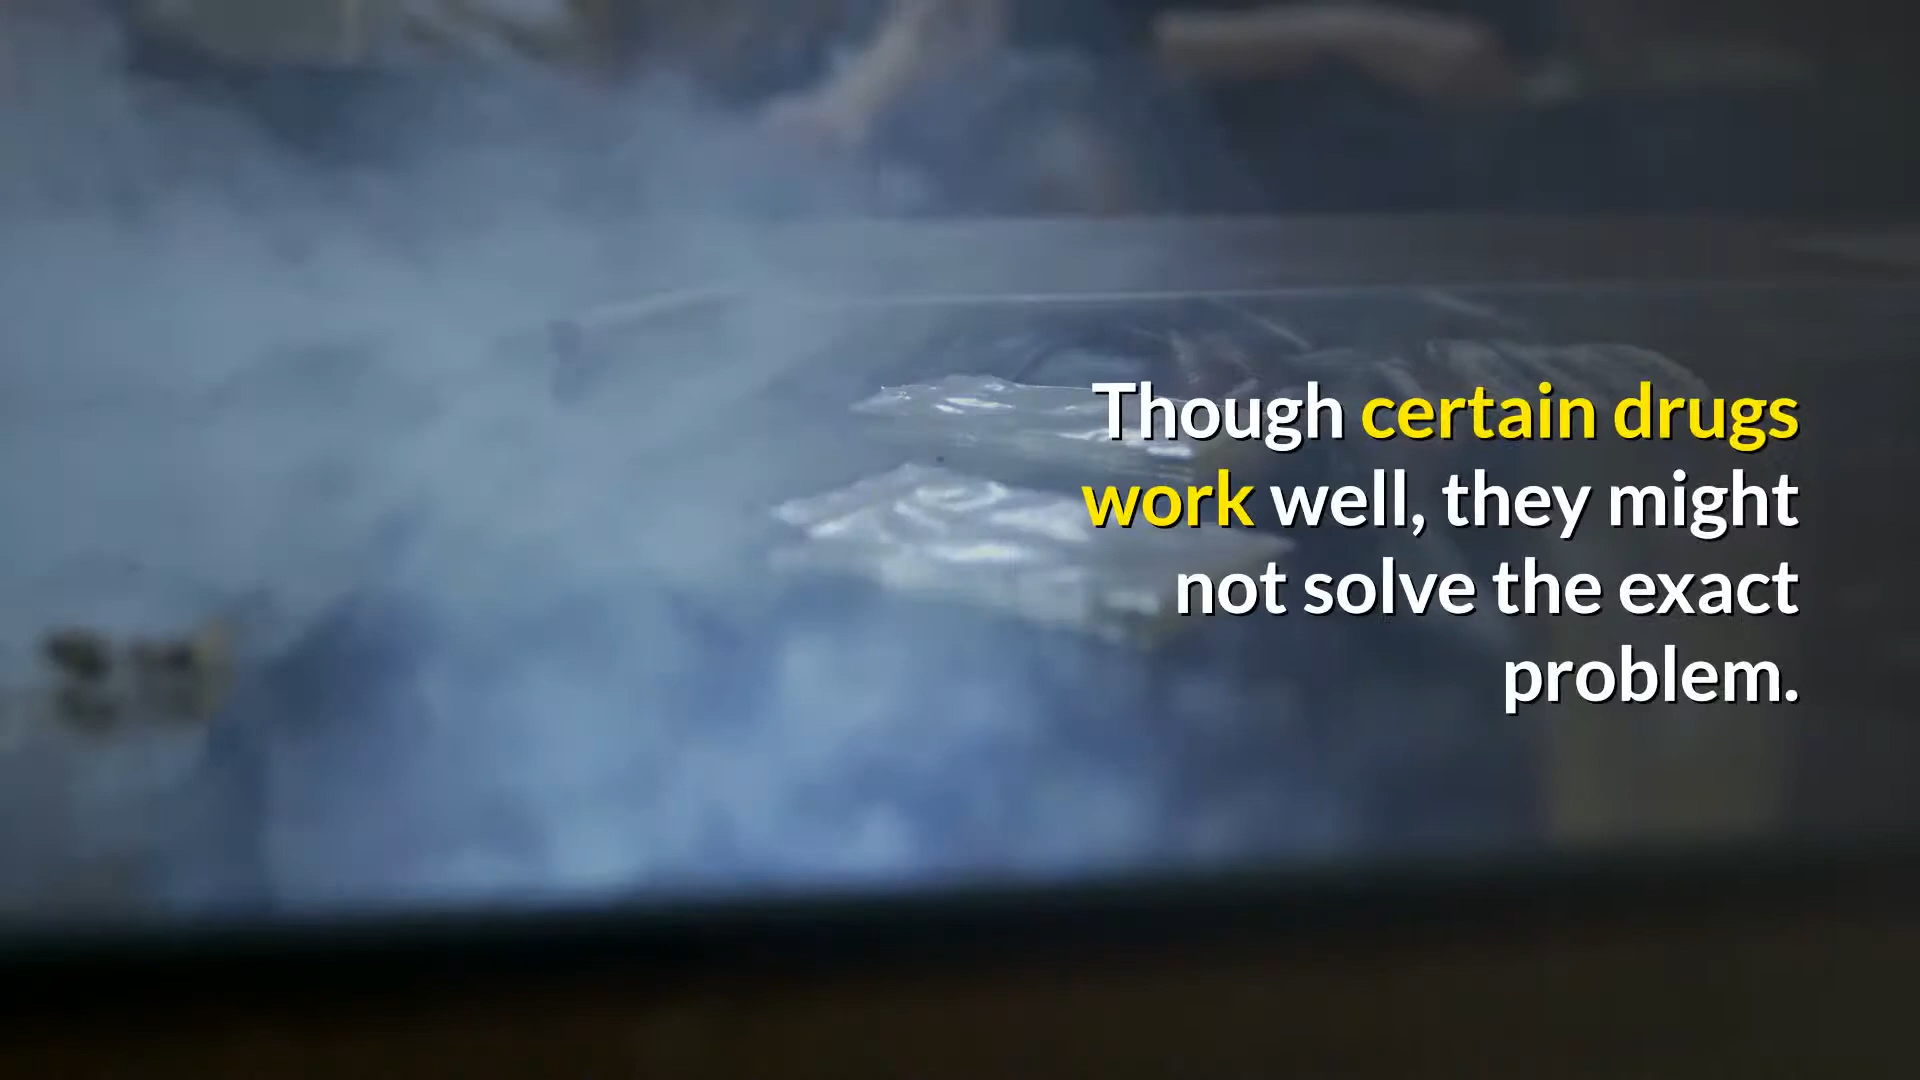 Though certain drugs
work well, they might
not solve the exact
problem.